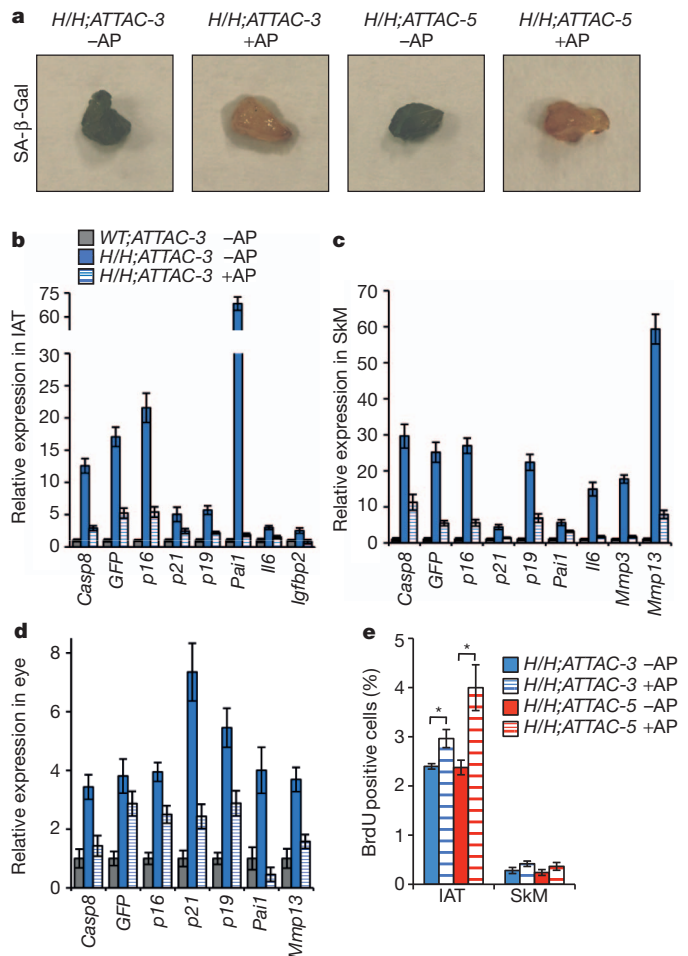 a
H/H;ATTAC-3 –AP
H/H;ATTAC-3 +AP
H/H;ATTAC-5 –AP
H/H;ATTAC-5 +AP
SA-β-Gal
b
WT;ATTAC-3 –AP
H/H;ATTAC-3 –AP
H/H;ATTAC-3 +AP
Relative expression in IAT
75
60
30
25
20
15
10
5
0
Casp8
GFP
p16
p21
p19
Pai1
Il6
Igfbp2
c
Relative expression in SkM
70
60
50
40
30
20
10
0
Casp8
GFP
p16
p21
p19
Pai1
Il6
Mmp3
Mmp13
d
Relative expression in eye
8
6
4
2
0
Casp8
GFP
p16
p21
p19
Pai1
Mmp13
e
BrdU positive cells (%)
5
4
3
2
1
0
*
*
H/H;ATTAC-3 –AP
H/H;ATTAC-3 +AP
H/H;ATTAC-5 –AP
H/H;ATTAC-5 +AP
IAT
SkM